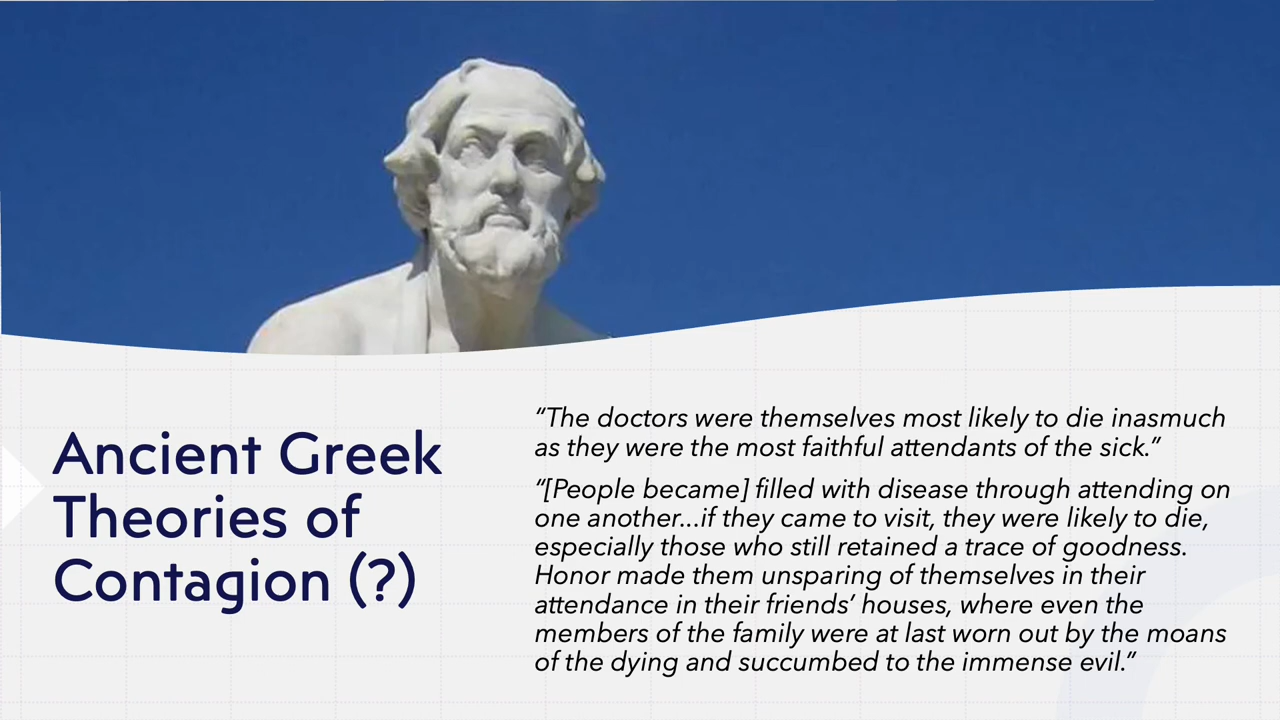 Ancient Greek
Theories of
Contagion (?)
“The doctors were themselves most likely to die inasmuch
as they were the most faithful attendants of the sick.”
“[People became] filled with disease through attending on
one another...if they came to visit, they were likely to die,
especially those who still retained a trace of goodness.
Honor made them unsparing of themselves in their
attendance in their friends’ houses, where even the
members of the family were at last worn out by the moans
of the dying and succumbed to the immense evil.”